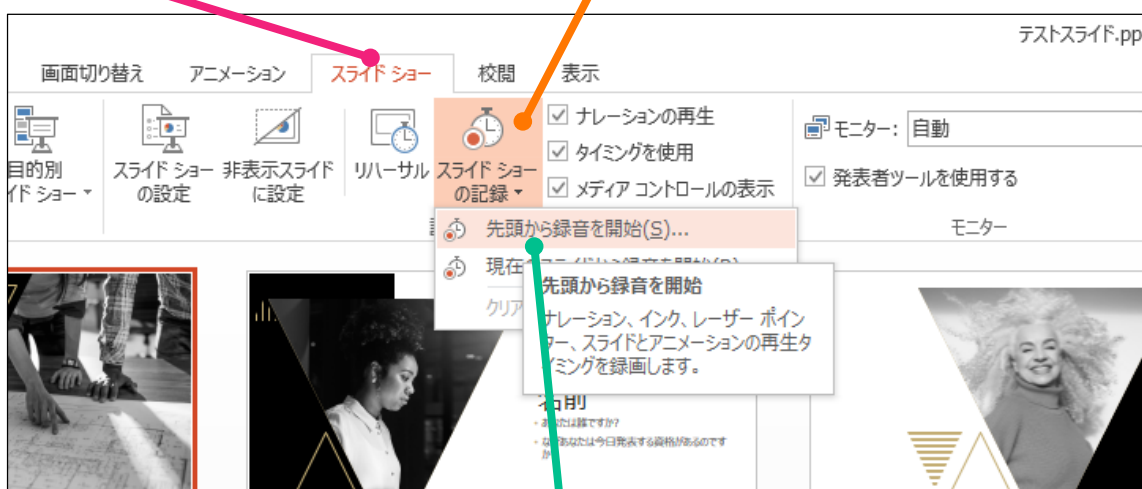 テストスライド.pp
画面切り替え アニメーション スライド ショー 校閲 表示
目的別
イド ショー
スライド ショー
の設定
非表示スライド
に設定
リハーサル
スライド ショー
の記録
ナレーションの再生
タイミングを使用
メディア コントロールの表示
モニター: 自動
発表者ツールを使用する
モニター
先頭から録音を開始(S)...
現在
クリア
先頭から録音を開始
ナレーション、インク、レーザー ポイン
ター、スライドとアニメーションの再生タ
イミングを録画します。
名前
あなたは誰ですか?
なぜあなたは今日発表する資格があるのです
か